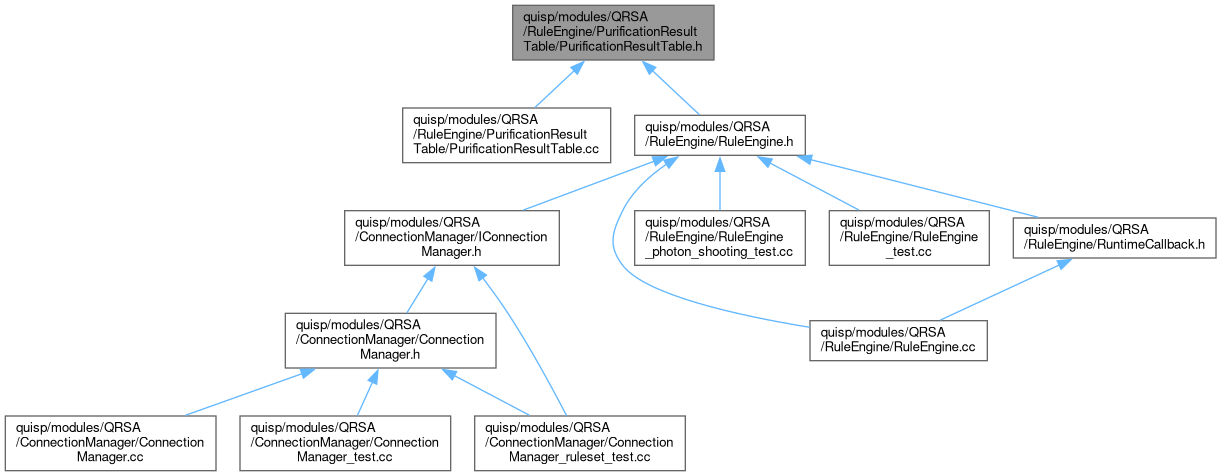 quisp/modules/QRSA
/RuleEngine/PurificationResult
Table/PurificationResultTable.h
quisp/modules/QRSA
/RuleEngine/PurificationResult
Table/PurificationResultTable.cc
quisp/modules/QRSA
/RuleEngine/RuleEngine.h
quisp/modules/QRSA
/ConnectionManager/IConnection
Manager.h
quisp/modules/QRSA
/RuleEngine/RuleEngine
_photon_shooting_test.cc
quisp/modules/QRSA
/RuleEngine/RuleEngine
_test.cc
quisp/modules/QRSA
/RuleEngine/RuntimeCallback.h
quisp/modules/QRSA
/ConnectionManager/Connection
Manager.h
quisp/modules/QRSA
/RuleEngine/RuleEngine.cc
quisp/modules/QRSA
/ConnectionManager/Connection
Manager.cc
quisp/modules/QRSA
/ConnectionManager/Connection
Manager_test.cc
quisp/modules/QRSA
/ConnectionManager/Connection
Manager_ruleset_test.cc